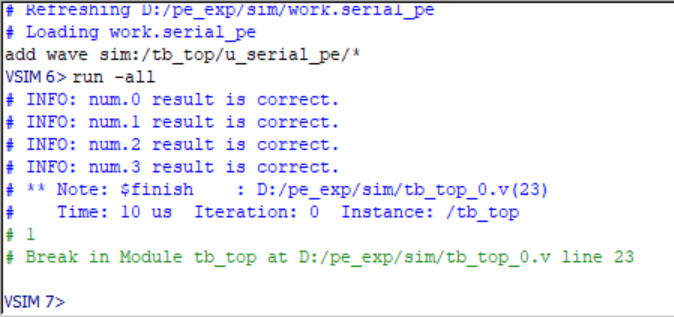 # Refreshing D:/pe_exp/sim/work.serial_pe
# Loading work.serial_pe
add wave sim:/tb_top/u_serial_pe/*
VSIM 6> run -all
# INFO: num.0 result is correct.
# INFO: num.1 result is correct.
# INFO: num.2 result is correct.
# INFO: num.3 result is correct.
# ** Note: $finish    : D:/pe_exp/sim/tb_top_0.v(23)
#    Time: 10 us  Iteration: 0  Instance: /tb_top
# 1
# Break in Module tb_top at D:/pe_exp/sim/tb_top_0.v line 23
VSIM 7>